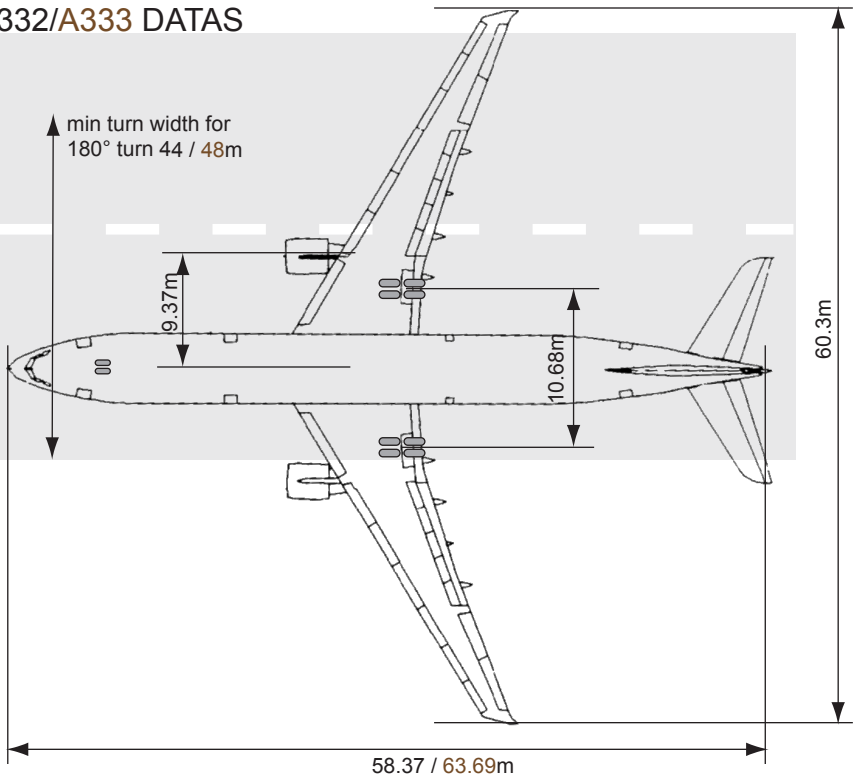 332/A333 DATAS
min turn width for
180° turn 44 / 48m
9.37m
10.68m
60.3m
58.37 / 63.69m